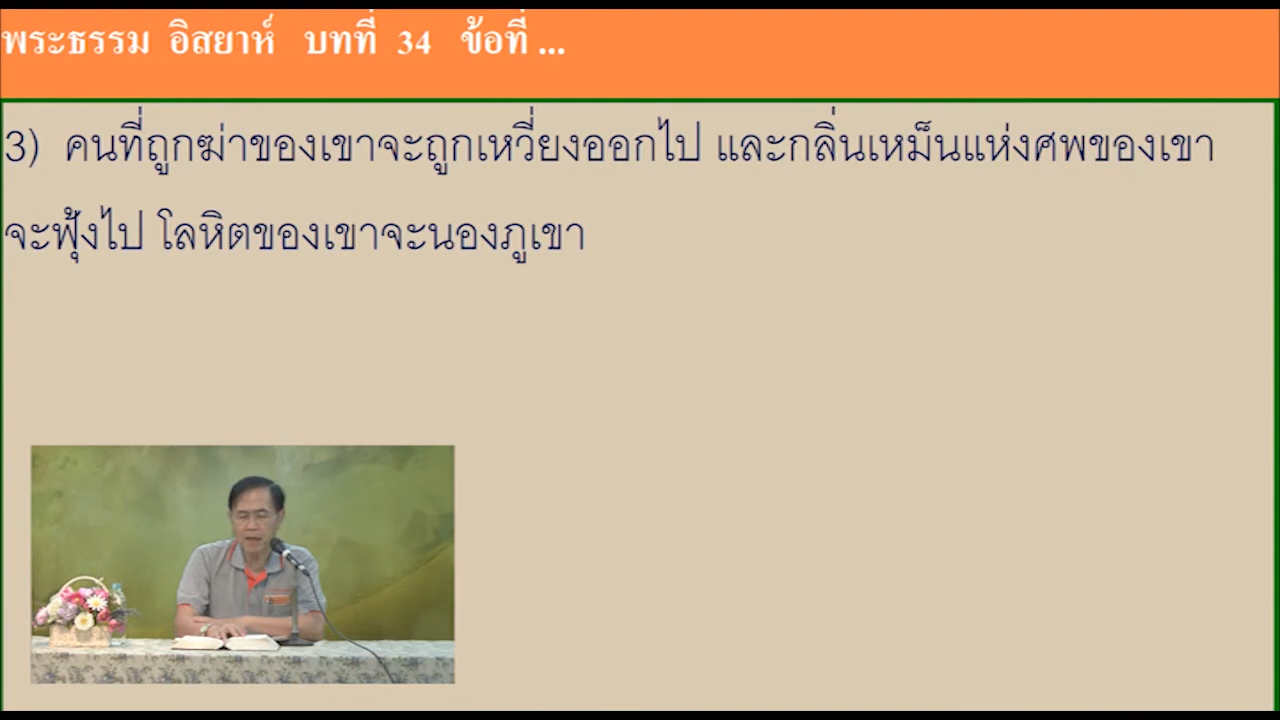 พระธรรม อิสยาห์ บทที่ 34 ข้อที่ ...
3) คนที่ถูกฆ่าของเขาจะถูกเหวี่ยงออกไป และกลิ่นเหม็นแห่งศพของเขา
จะฟุ้งไป โลหิตของเขาจะนองภูเขา